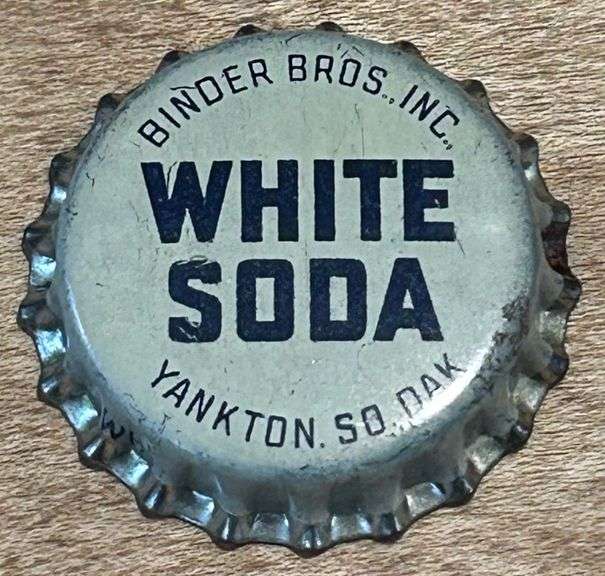 BINDER BROS., INC.,
WHITE
SODA
YANKTON. SO. DAK